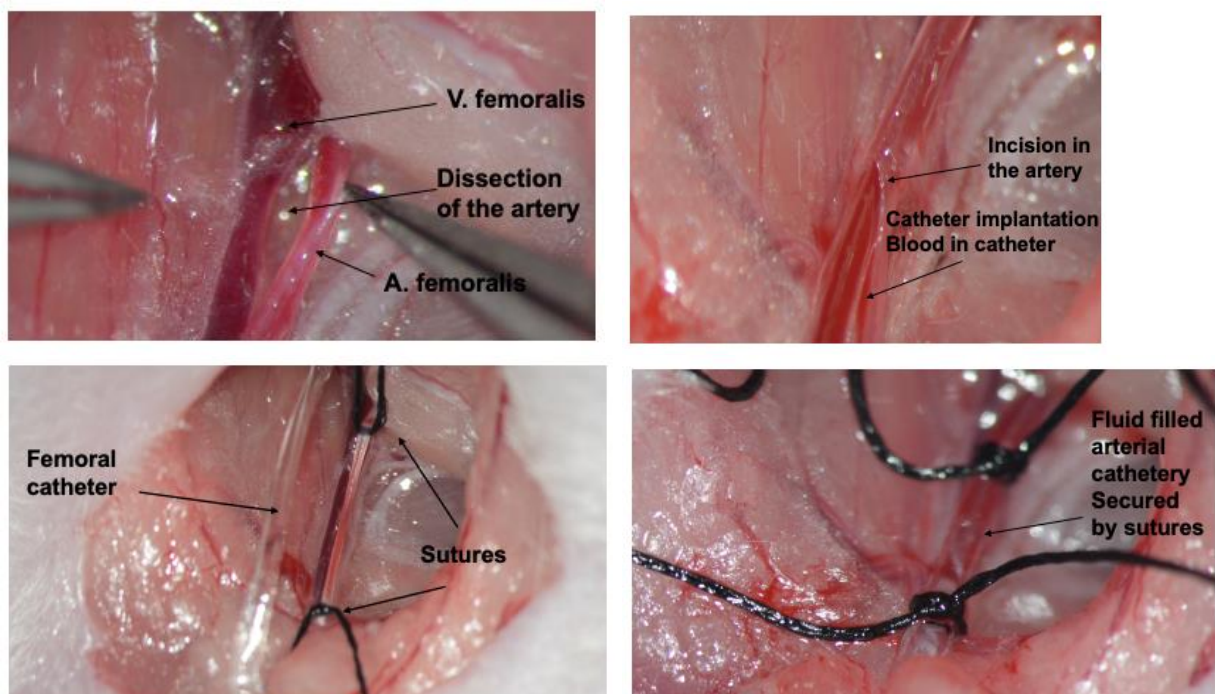 V. femoralis
Dissection
of the artery
A. femoralis
Incision in
the artery
Catheter implantation
Blood in catheter
Femoral
catheter
Sutures
Fluid filled
arterial
cathetery
Secured
by sutures